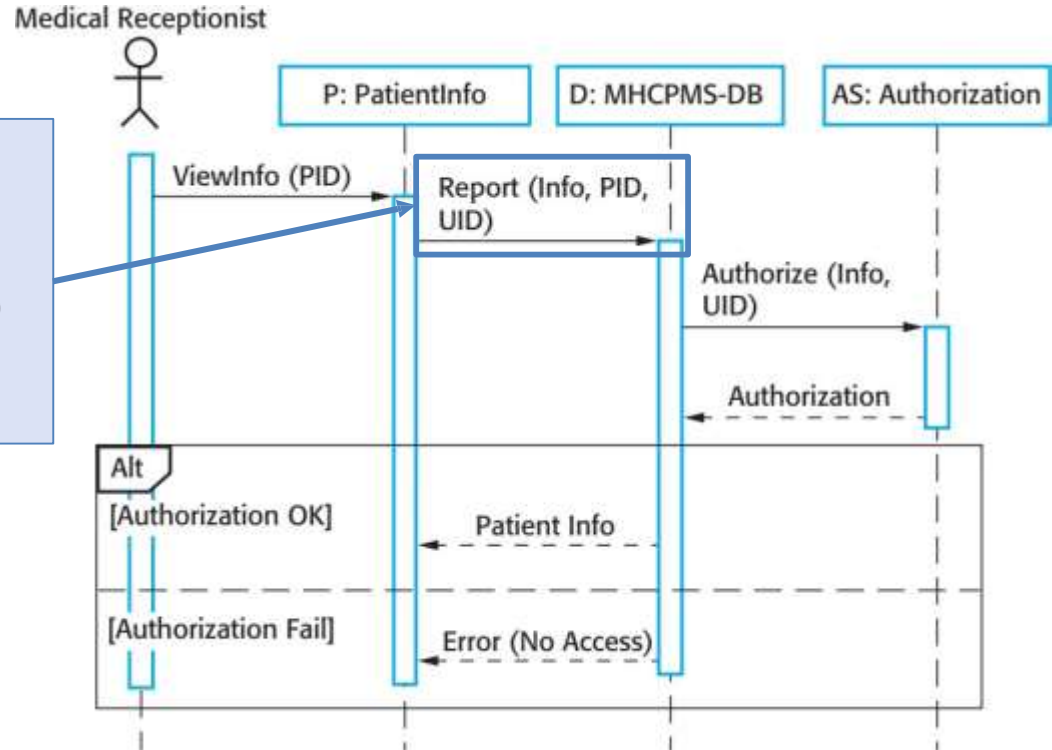 Medical Receptionist
P: PatientInfo
D: MHCPMS-DB
AS: Authorization
ViewInfo (PID)
Report (Info, PID,
UID)
Authorize (Info,
UID)
Authorization
Alt
[Authorization OK]
Patient Info
[Authorization Fail]
Error (No Access)